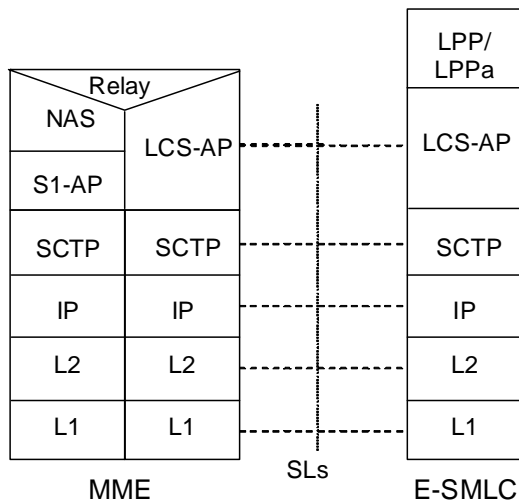 LPP/
LPPa
Relay
NAS
LCS-AP
LCS-AP
S1-AP
SCTP
SCTP
SCTP
IP
IP
IP
L2
L2
L2
L1
L1
L1
SLs
MME
E-SMLC